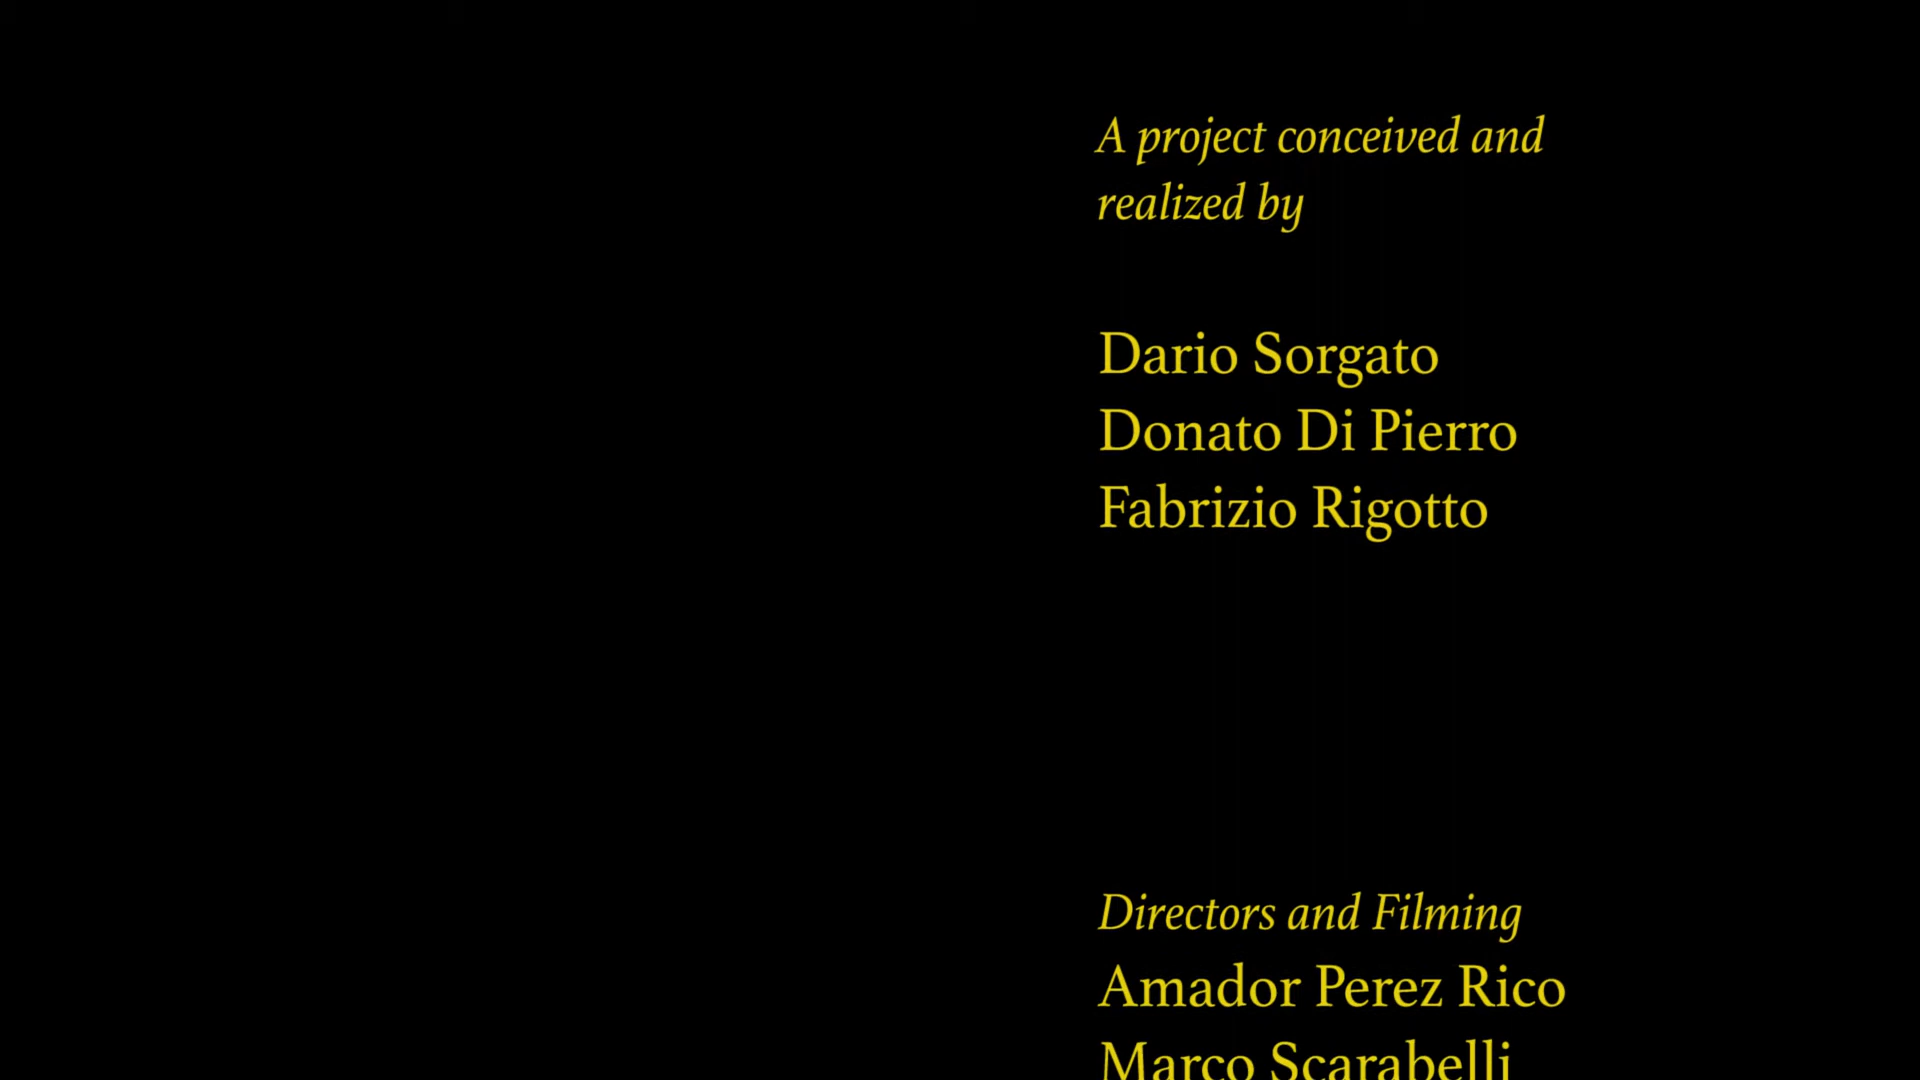 A project conceived and
realized by
Dario Sorgato
Donato Di Pierro
Fabrizio Rigotto
Directors and Filming
Amador Perez Rico
Marco Scarabelli